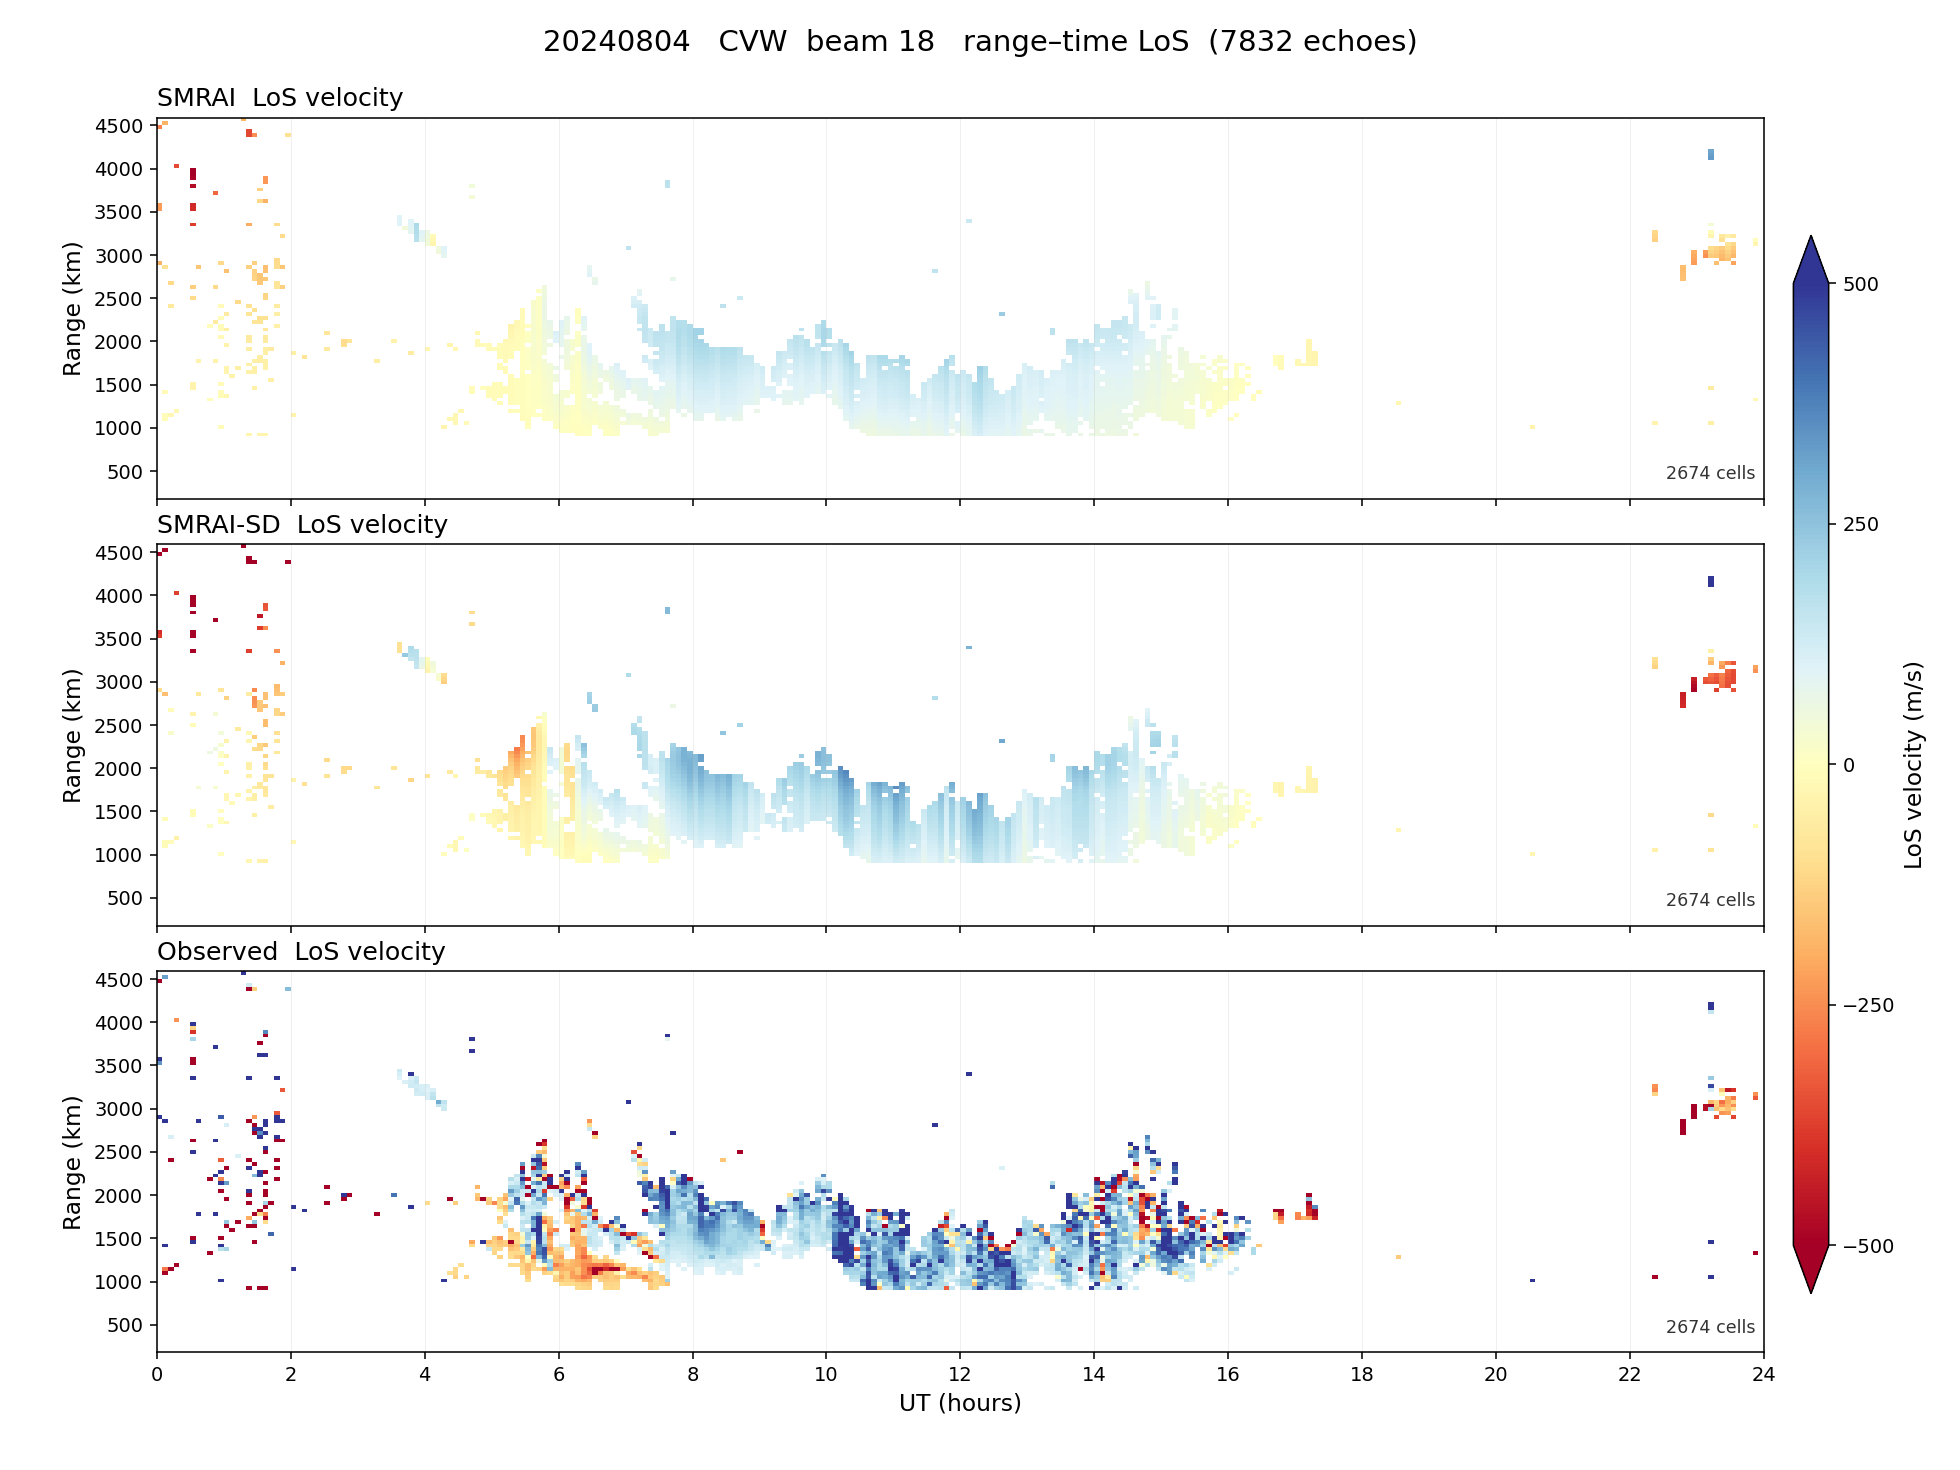 20240804   CVW  beam 18   range–time LoS  (7832 echoes)
SMRAI  LoS velocity
4500
4000
3500
3000
2500
2000
1500
1000
500
Range (km)
2674 cells
SMRAI-SD  LoS velocity
4500
4000
3500
3000
2500
2000
1500
1000
500
Range (km)
2674 cells
Observed  LoS velocity
4500
4000
3500
3000
2500
2000
1500
1000
500
Range (km)
2674 cells
0 2 4 6 8 10 12 14 16 18 20 22 24
UT (hours)
500
250
0
−250
−500
LoS velocity (m/s)